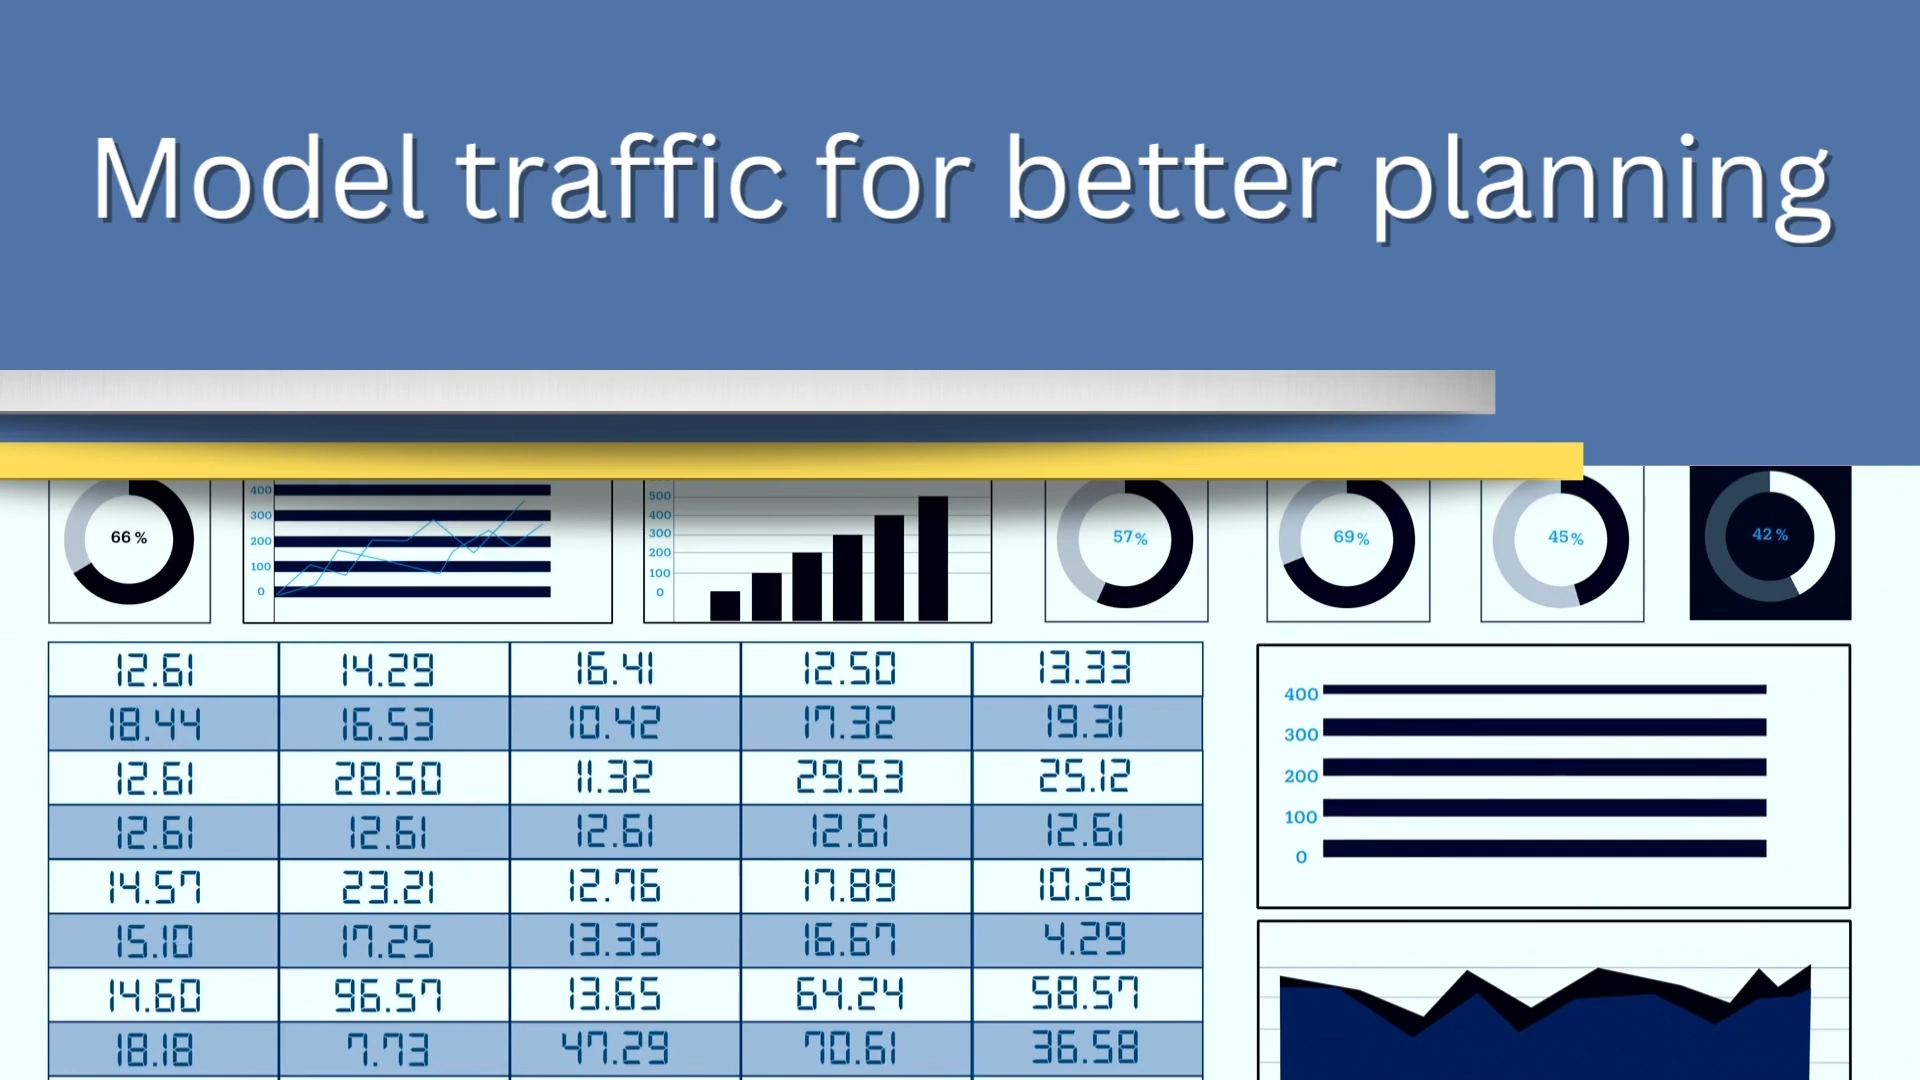 Model traffic for better planning
66 %
400
300
200
100
0
500
400
300
200
100
0
57 %
69 %
45 %
42 %
12.61 14.29 16.41 12.50 13.33
18.44 16.53 10.42 17.32 19.31
12.61 28.50 11.32 29.53 25.12
12.61 12.61 12.61 12.61 12.61
14.57 23.21 12.76 17.89 10.28
15.10 17.25 13.35 16.67 4.29
14.60 96.57 13.65 64.24 58.57
18.18 7.73 47.29 70.61 36.58
400
300
200
100
0